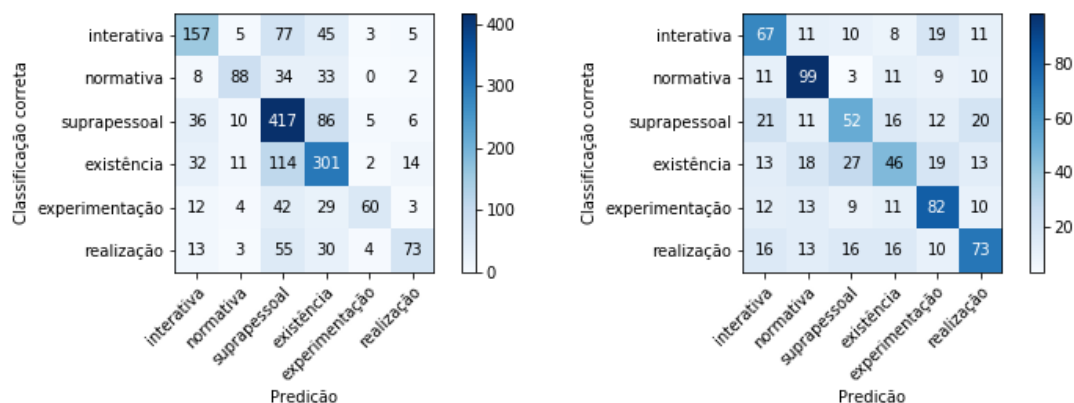 interativa 157 5 77 45 3 5
normativa 8 88 34 33 0 2
suprapessoal 36 10 417 86 5 6
existência 32 11 114 301 2 14
experimentação 12 4 42 29 60 3
realização 13 3 55 30 4 73
Classificação correta
interativa normativa suprapessoal existência experimentação realização
Predição
400
300
200
100
0
interativa 67 11 10 8 19 11
normativa 11 99 3 11 9 10
suprapessoal 21 11 52 16 12 20
existência 13 18 27 46 19 13
experimentação 12 13 9 11 82 10
realização 16 13 16 16 10 73
Classificação correta
interativa normativa suprapessoal existência experimentação realização
Predição
80
60
40
20